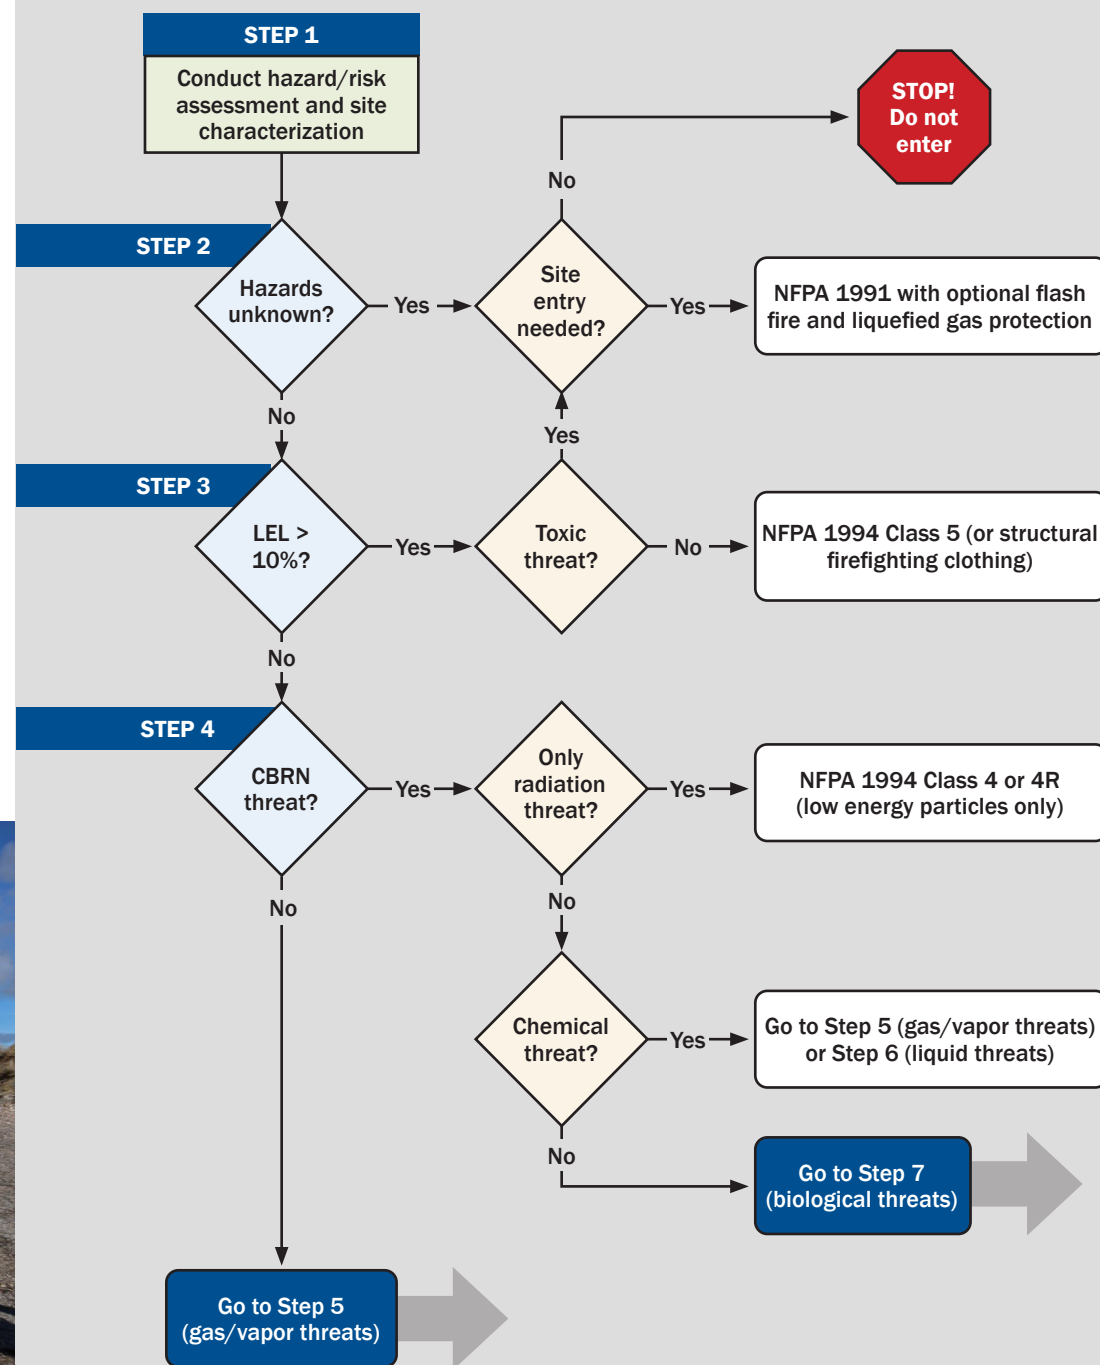 STEP 1
Conduct hazard/risk
assessment and site
characterization
STOP!
Do not
enter
No
STEP 2
Hazards
unknown?
Yes
Site
entry
needed?
Yes
NFPA 1991 with optional flash
fire and liquefied gas protection
No
Yes
STEP 3
LEL >
10%?
Yes
Toxic
threat?
No
NFPA 1994 Class 5 (or structural
firefighting clothing)
No
STEP 4
CBRN
threat?
Yes
Only
radiation
threat?
Yes
NFPA 1994 Class 4 or 4R
(low energy particles only)
No
No
Chemical
threat?
Yes
Go to Step 5 (gas/vapor threats)
or Step 6 (liquid threats)
No
Go to Step 7
(biological threats)
Go to Step 5
(gas/vapor threats)